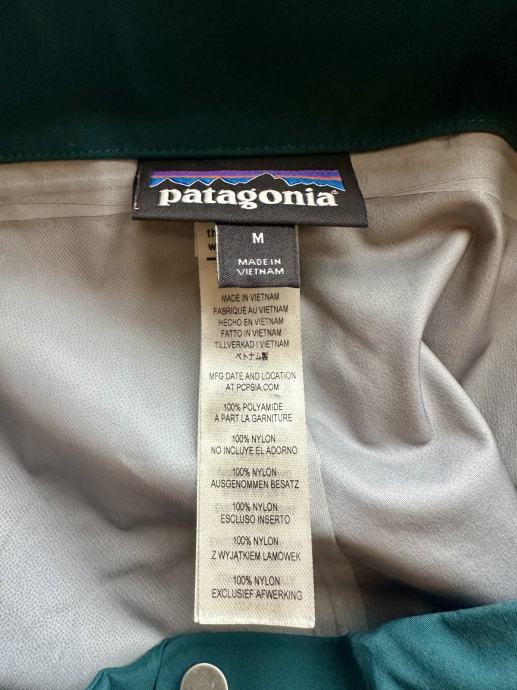 patagonia®
M
MADE IN
VIETNAM
MADE IN VIETNAM
FABRIQUÉ AU VIETNAM
HECHO EN VIETNAM
FATTO IN VIETNAM
TILLVERKAD I VIETNAM
ベトナム製
MFG DATE AND LOCATION
AT PCPSIA.COM
100% POLYAMIDE
A PART LA GARNITURE
100% NYLON
NO INCLUYE EL ADORNO
100% NYLON
AUSGENOMMEN BESATZ
100% NYLON
ESCLUSO INSERTO
100% NYLON
Z WYJĄTKIEM LAMÓWEK
100% NYLON
EXCLUSIEF AFWERKING